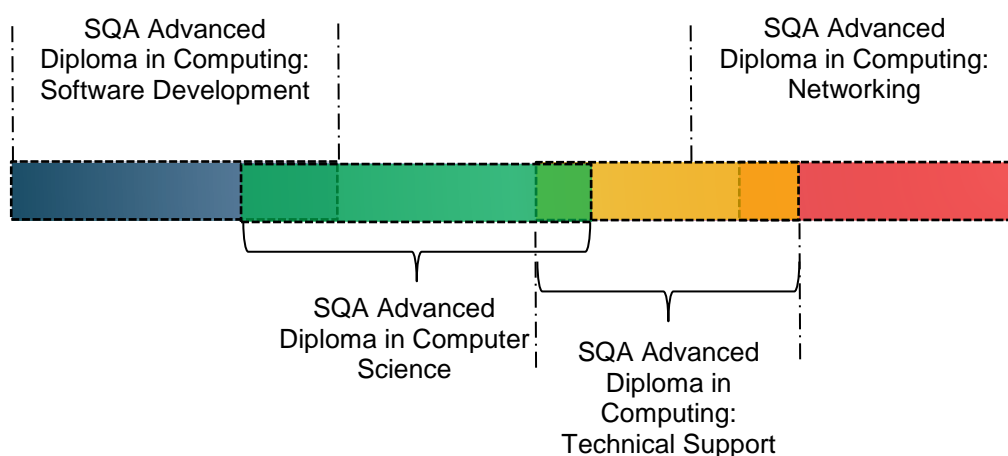 SQA Advanced
Diploma in Computing:
Software Development
SQA Advanced
Diploma in Computing:
Networking
SQA Advanced
Diploma in Computer
Science
SQA Advanced
Diploma in
Computing:
Technical Support